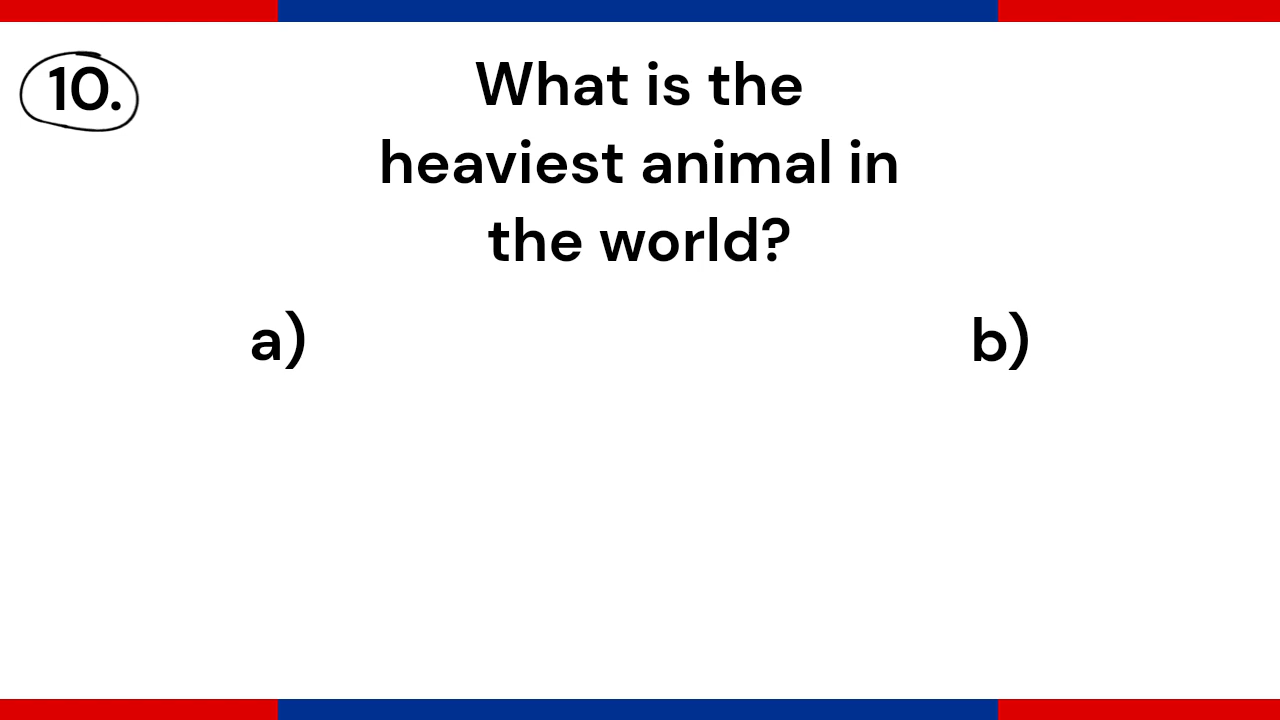 10.
What is the
heaviest animal in
the world?
a)
b)